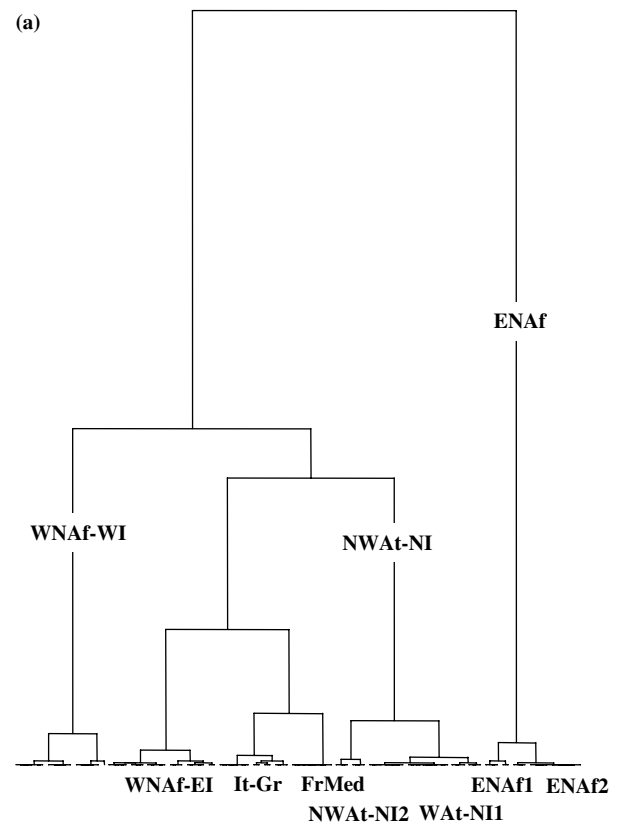 (a)
ENAf
WNAf-WI
NWAt-NI
WNAf-EI It-Gr FrMed ENAf1 ENAf2
NWAt-NI2 WAt-NI1